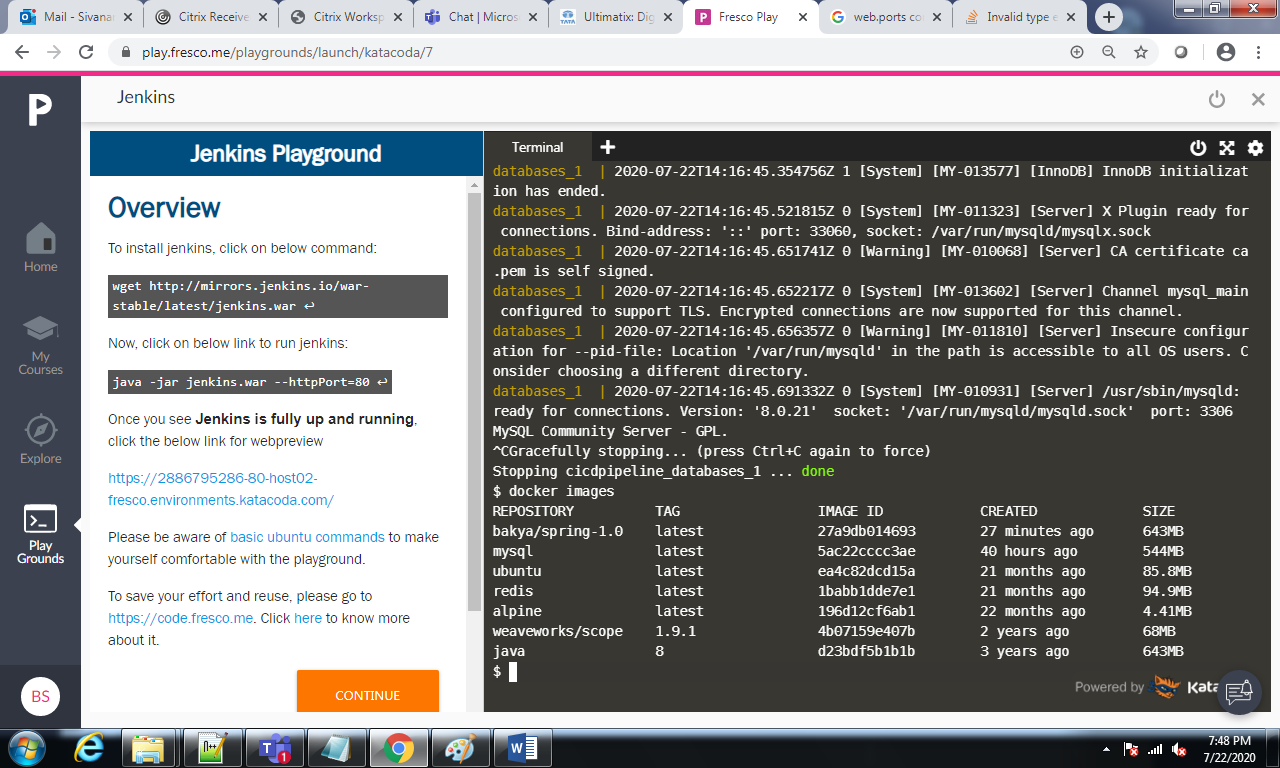 Mail - Sivanar
Citrix Receive
Citrix Worksp
Chat | Micros
Ultimatix: Dig
Fresco Play
web.ports co
Invalid type e
play.fresco.me/playgrounds/launch/katacoda/7
Jenkins
Home
My
Courses
Explore
Play
Grounds
BS
Jenkins Playground
Overview
To install jenkins, click on below command:
wget http://mirrors.jenkins.io/war-
stable/latest/jenkins.war ↩
Now, click on below link to run jenkins:
java -jar jenkins.war --httpPort=80 ↩
Once you see Jenkins is fully up and running,
click the below link for webpreview
https://2886795286-80-host02-
fresco.environments.katacoda.com/
Please be aware of basic ubuntu commands to make
yourself comfortable with the playground.
To save your effort and reuse, please go to
https://code.fresco.me. Click here to know more
about it.
CONTINUE
Terminal
databases_1  | 2020-07-22T14:16:45.354756Z 1 [System] [MY-013577] [InnoDB] InnoDB initializat
ion has ended.
databases_1  | 2020-07-22T14:16:45.521815Z 0 [System] [MY-011323] [Server] X Plugin ready for
connections. Bind-address: '::' port: 33060, socket: /var/run/mysqld/mysqlx.sock
databases_1  | 2020-07-22T14:16:45.651741Z 0 [Warning] [MY-010068] [Server] CA certificate ca
.pem is self signed.
databases_1  | 2020-07-22T14:16:45.652217Z 0 [System] [MY-013602] [Server] Channel mysql_main
configured to support TLS. Encrypted connections are now supported for this channel.
databases_1  | 2020-07-22T14:16:45.656357Z 0 [Warning] [MY-011810] [Server] Insecure configur
ation for --pid-file: Location '/var/run/mysqld' in the path is accessible to all OS users. C
onsider choosing a different directory.
databases_1  | 2020-07-22T14:16:45.691332Z 0 [System] [MY-010931] [Server] /usr/sbin/mysqld:
ready for connections. Version: '8.0.21'  socket: '/var/run/mysqld/mysqld.sock'  port: 3306
MySQL Community Server - GPL.
^CGracefully stopping... (press Ctrl+C again to force)
Stopping cicdpipeline_databases_1 ... done
$ docker images
REPOSITORY TAG IMAGE ID CREATED SIZE
bakya/spring-1.0 latest 27a9db014693 27 minutes ago 643MB
mysql latest 5ac22cccc3ae 40 hours ago 544MB
ubuntu latest ea4c82dcd15a 21 months ago 85.8MB
redis latest 1babb1dde7e1 21 months ago 94.9MB
alpine latest 196d12cf6ab1 22 months ago 4.41MB
weaveworks/scope 1.9.1 4b07159e407b 2 years ago 68MB
java 8 d23bdf5b1b1b 3 years ago 643MB
$
Powered by Kata
7:48 PM
7/22/2020